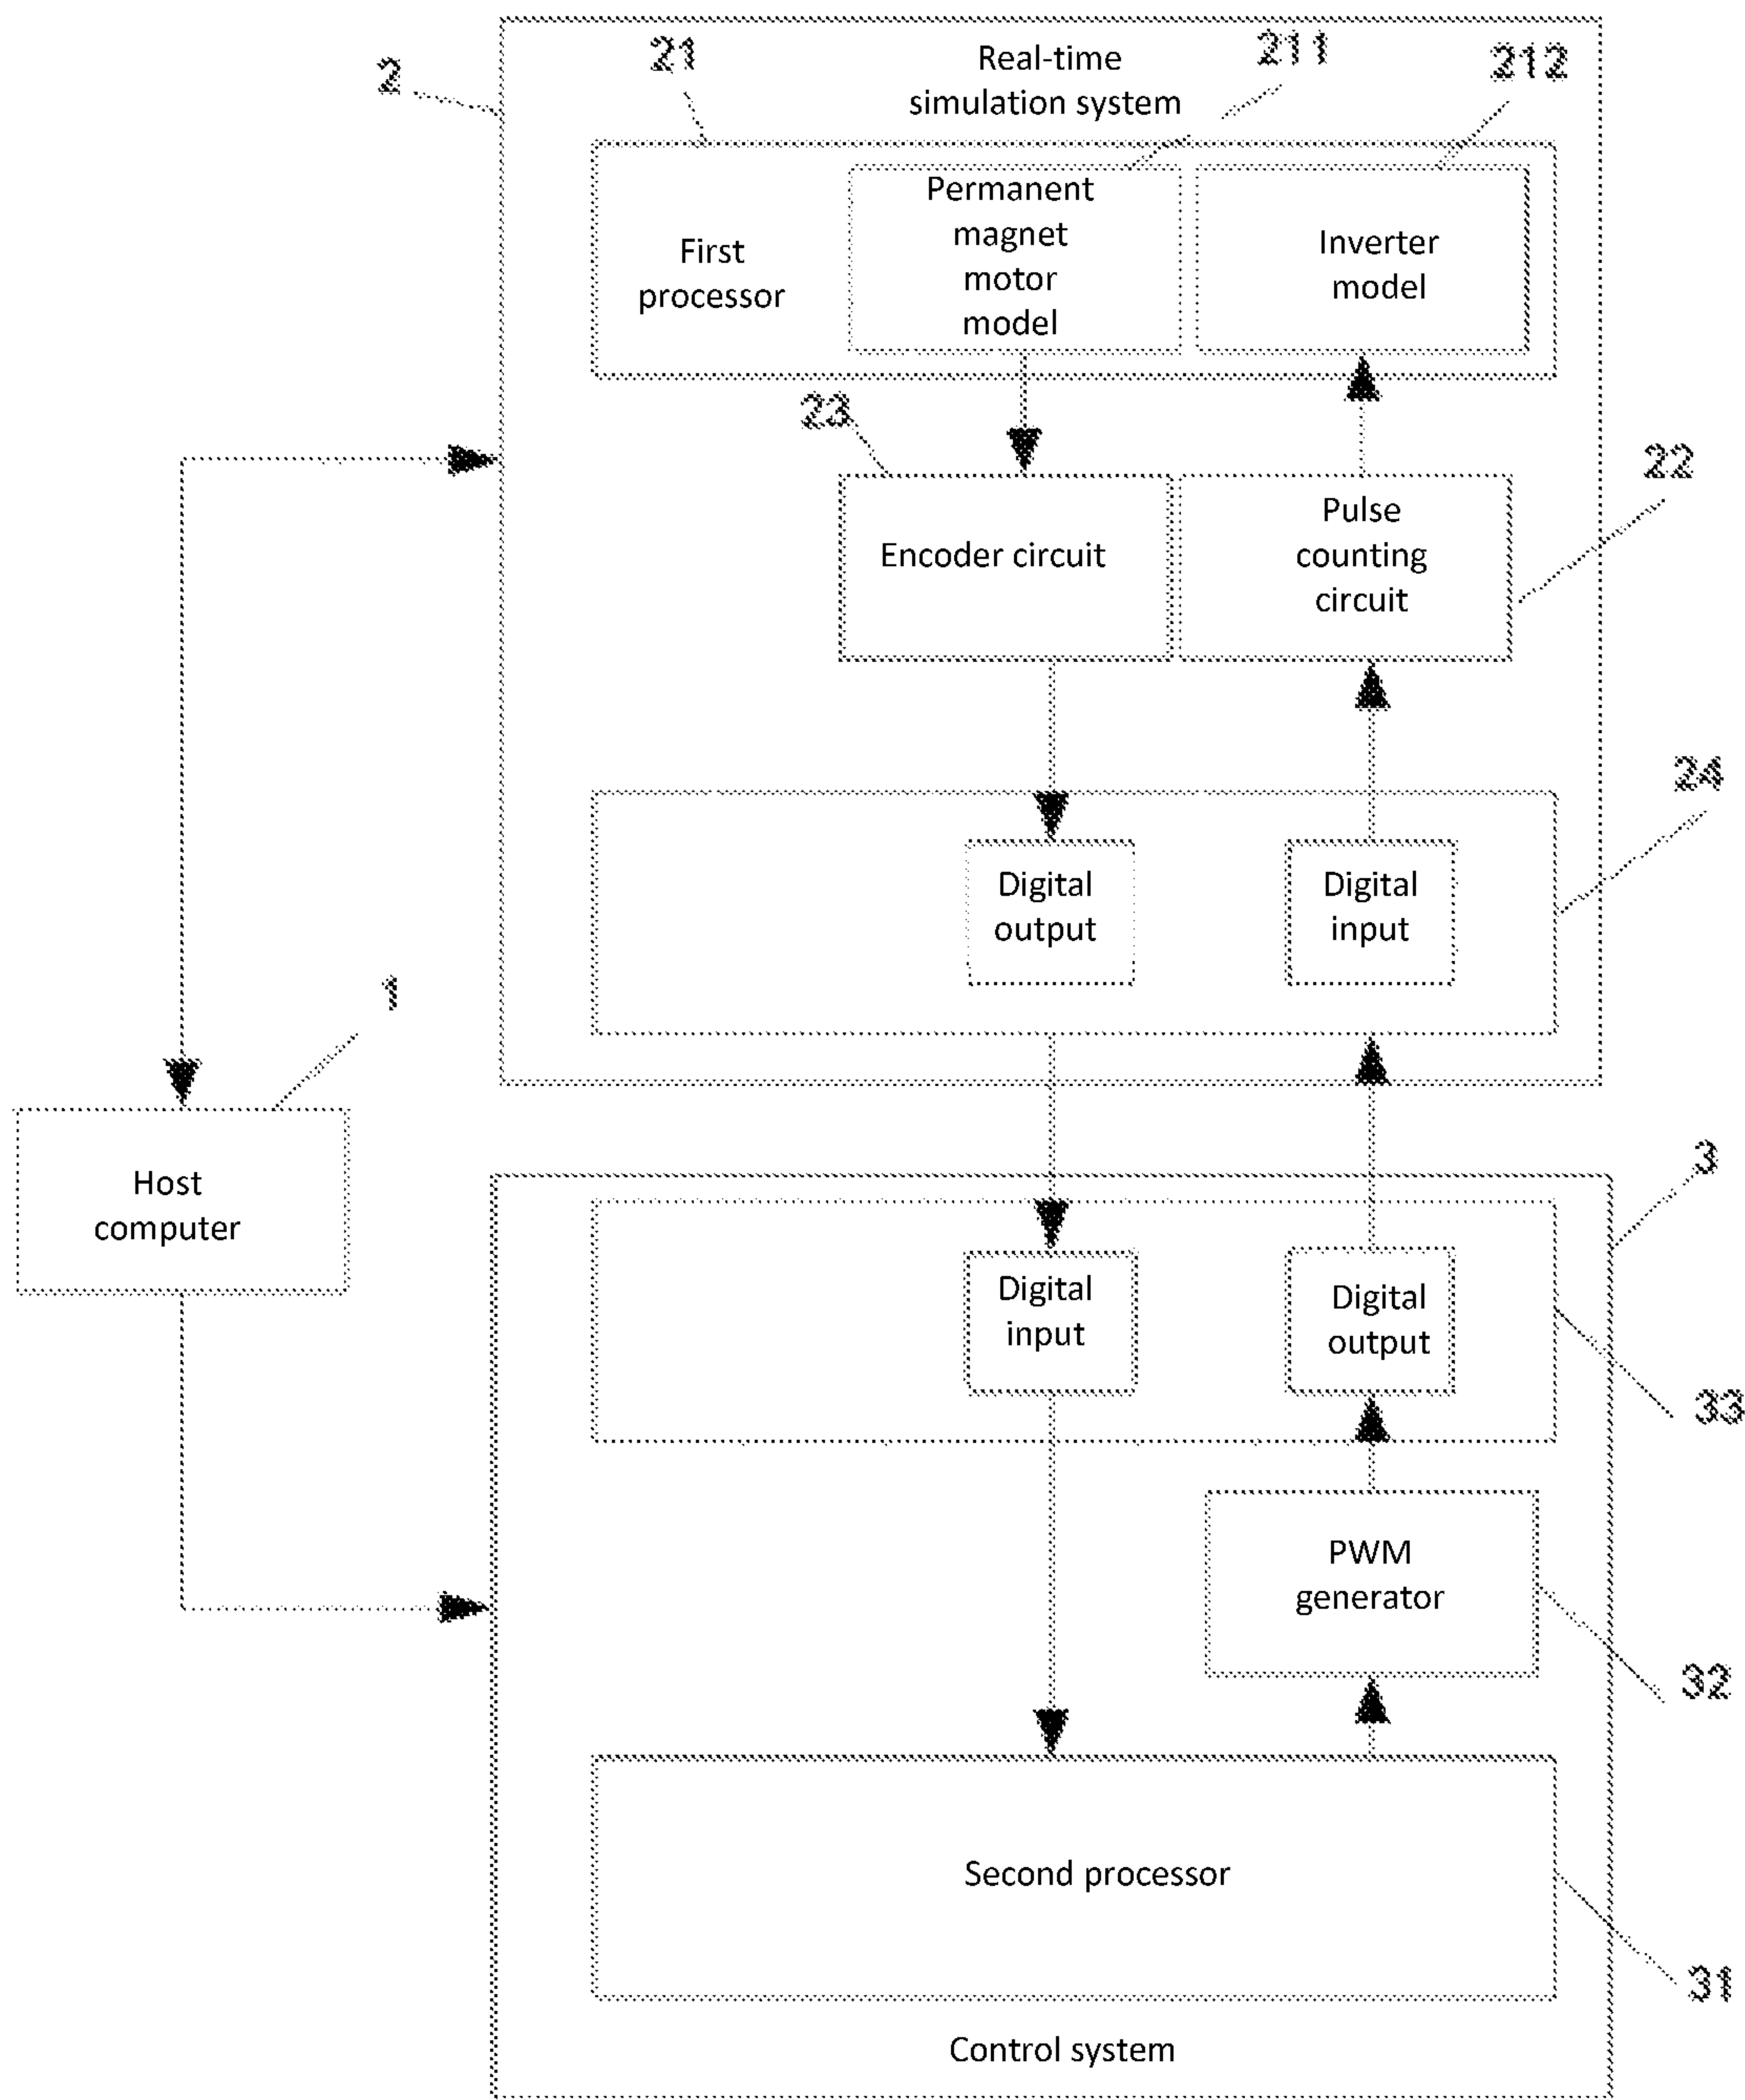 2
21
Real-time
simulation system
211
212
First
processor
Permanent
magnet
motor
model
Inverter
model
23
Encoder circuit
Pulse
counting
circuit
22
24
Digital
output
Digital
input
1
Host
computer
3
Digital
input
Digital
output
33
PWM
generator
32
Second processor
31
Control system